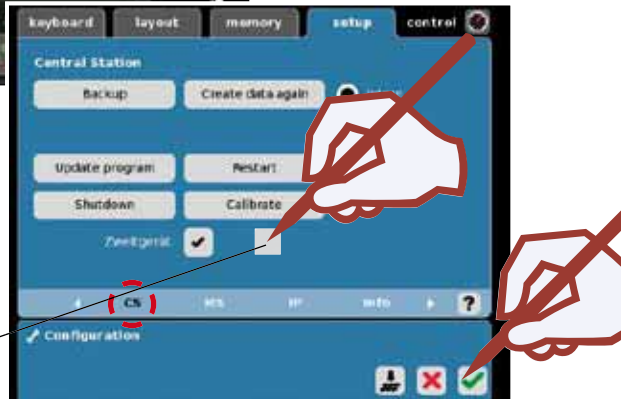 keyboard layout memory setup control
Central Station
Backup Create data again
Update program Restart
Shutdown Calibrate
Zweitgerät
CS MS IP Info ?
Configuration